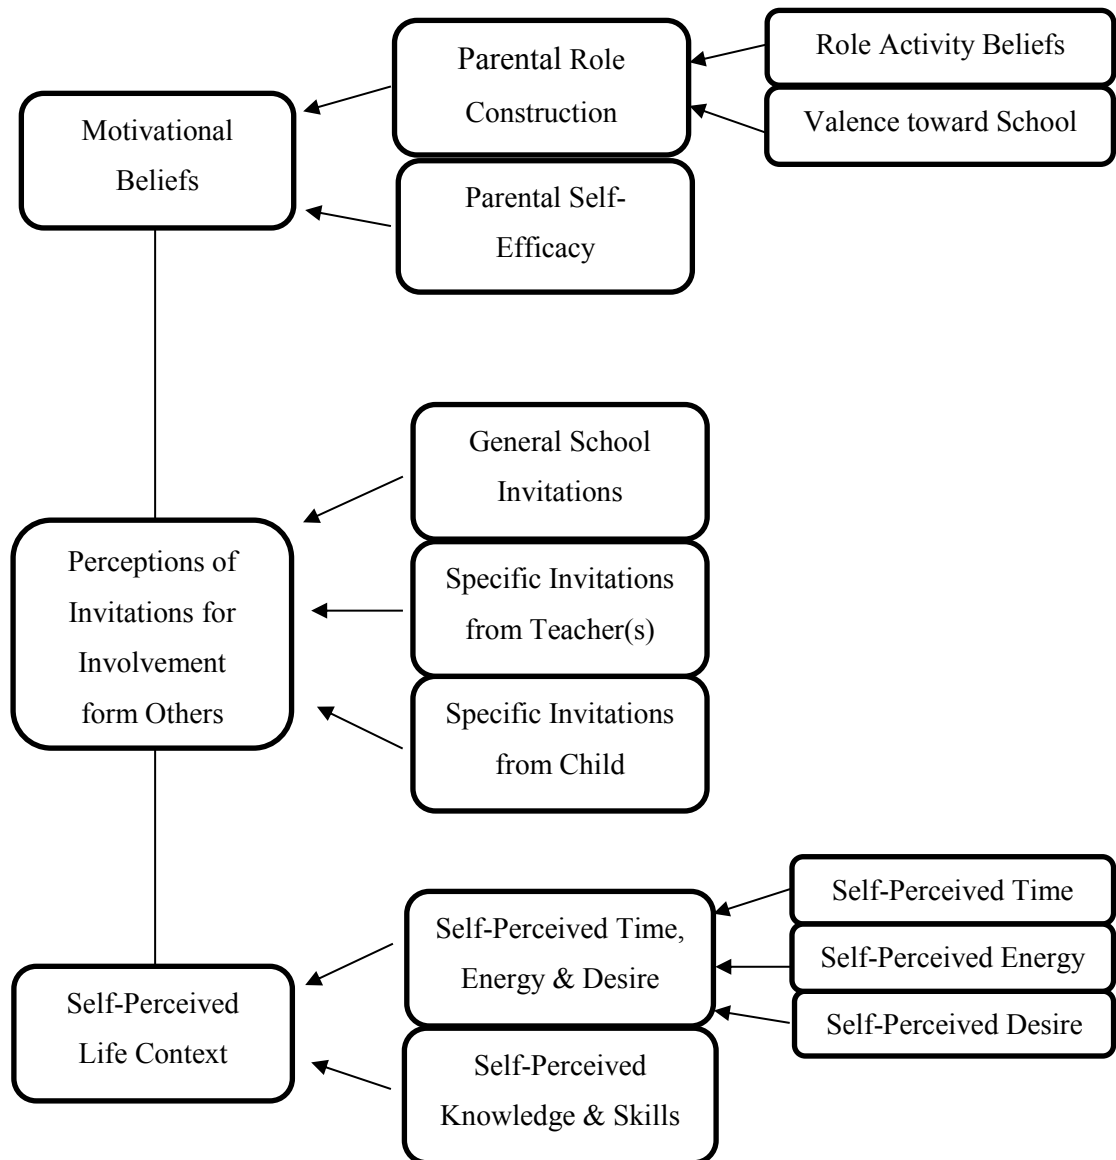 Motivational
Beliefs
Parental Role
Construction
Role Activity Beliefs
Valence toward School
Parental Self-
Efficacy
Perceptions of
Invitations for
Involvement
form Others
General School
Invitations
Specific Invitations
from Teacher(s)
Specific Invitations
from Child
Self-Perceived
Life Context
Self-Perceived Time,
Energy & Desire
Self-Perceived Time
Self-Perceived Energy
Self-Perceived Desire
Self-Perceived
Knowledge & Skills